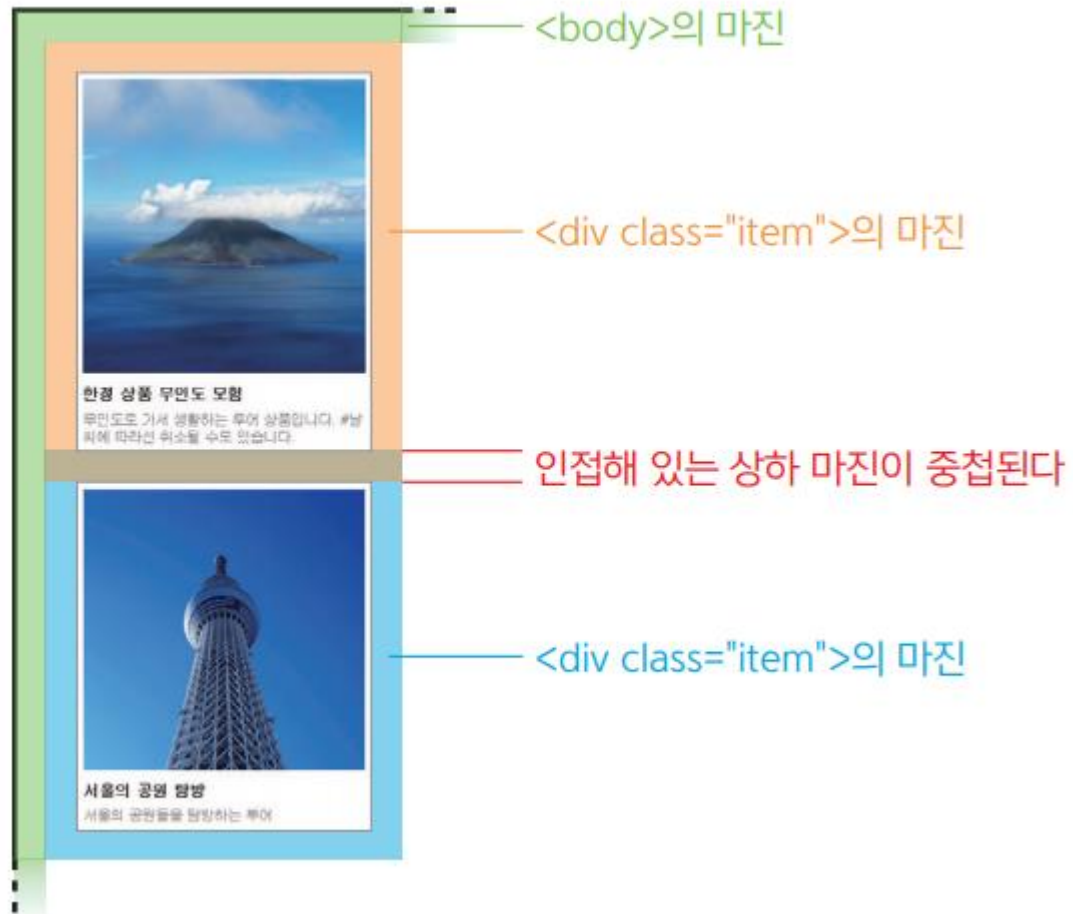 <body>의 마진
<div class="item">의 마진
한경 상품 무인도 모험
무인도로 가서 생활하는 투어 상품입니다. #날
씨에 따라선 취소될 수도 있습니다.
인접해 있는 상하 마진이 중첩된다
<div class="item">의 마진
서울의 공원 탐방
서울의 공원들을 탐방하는 투어